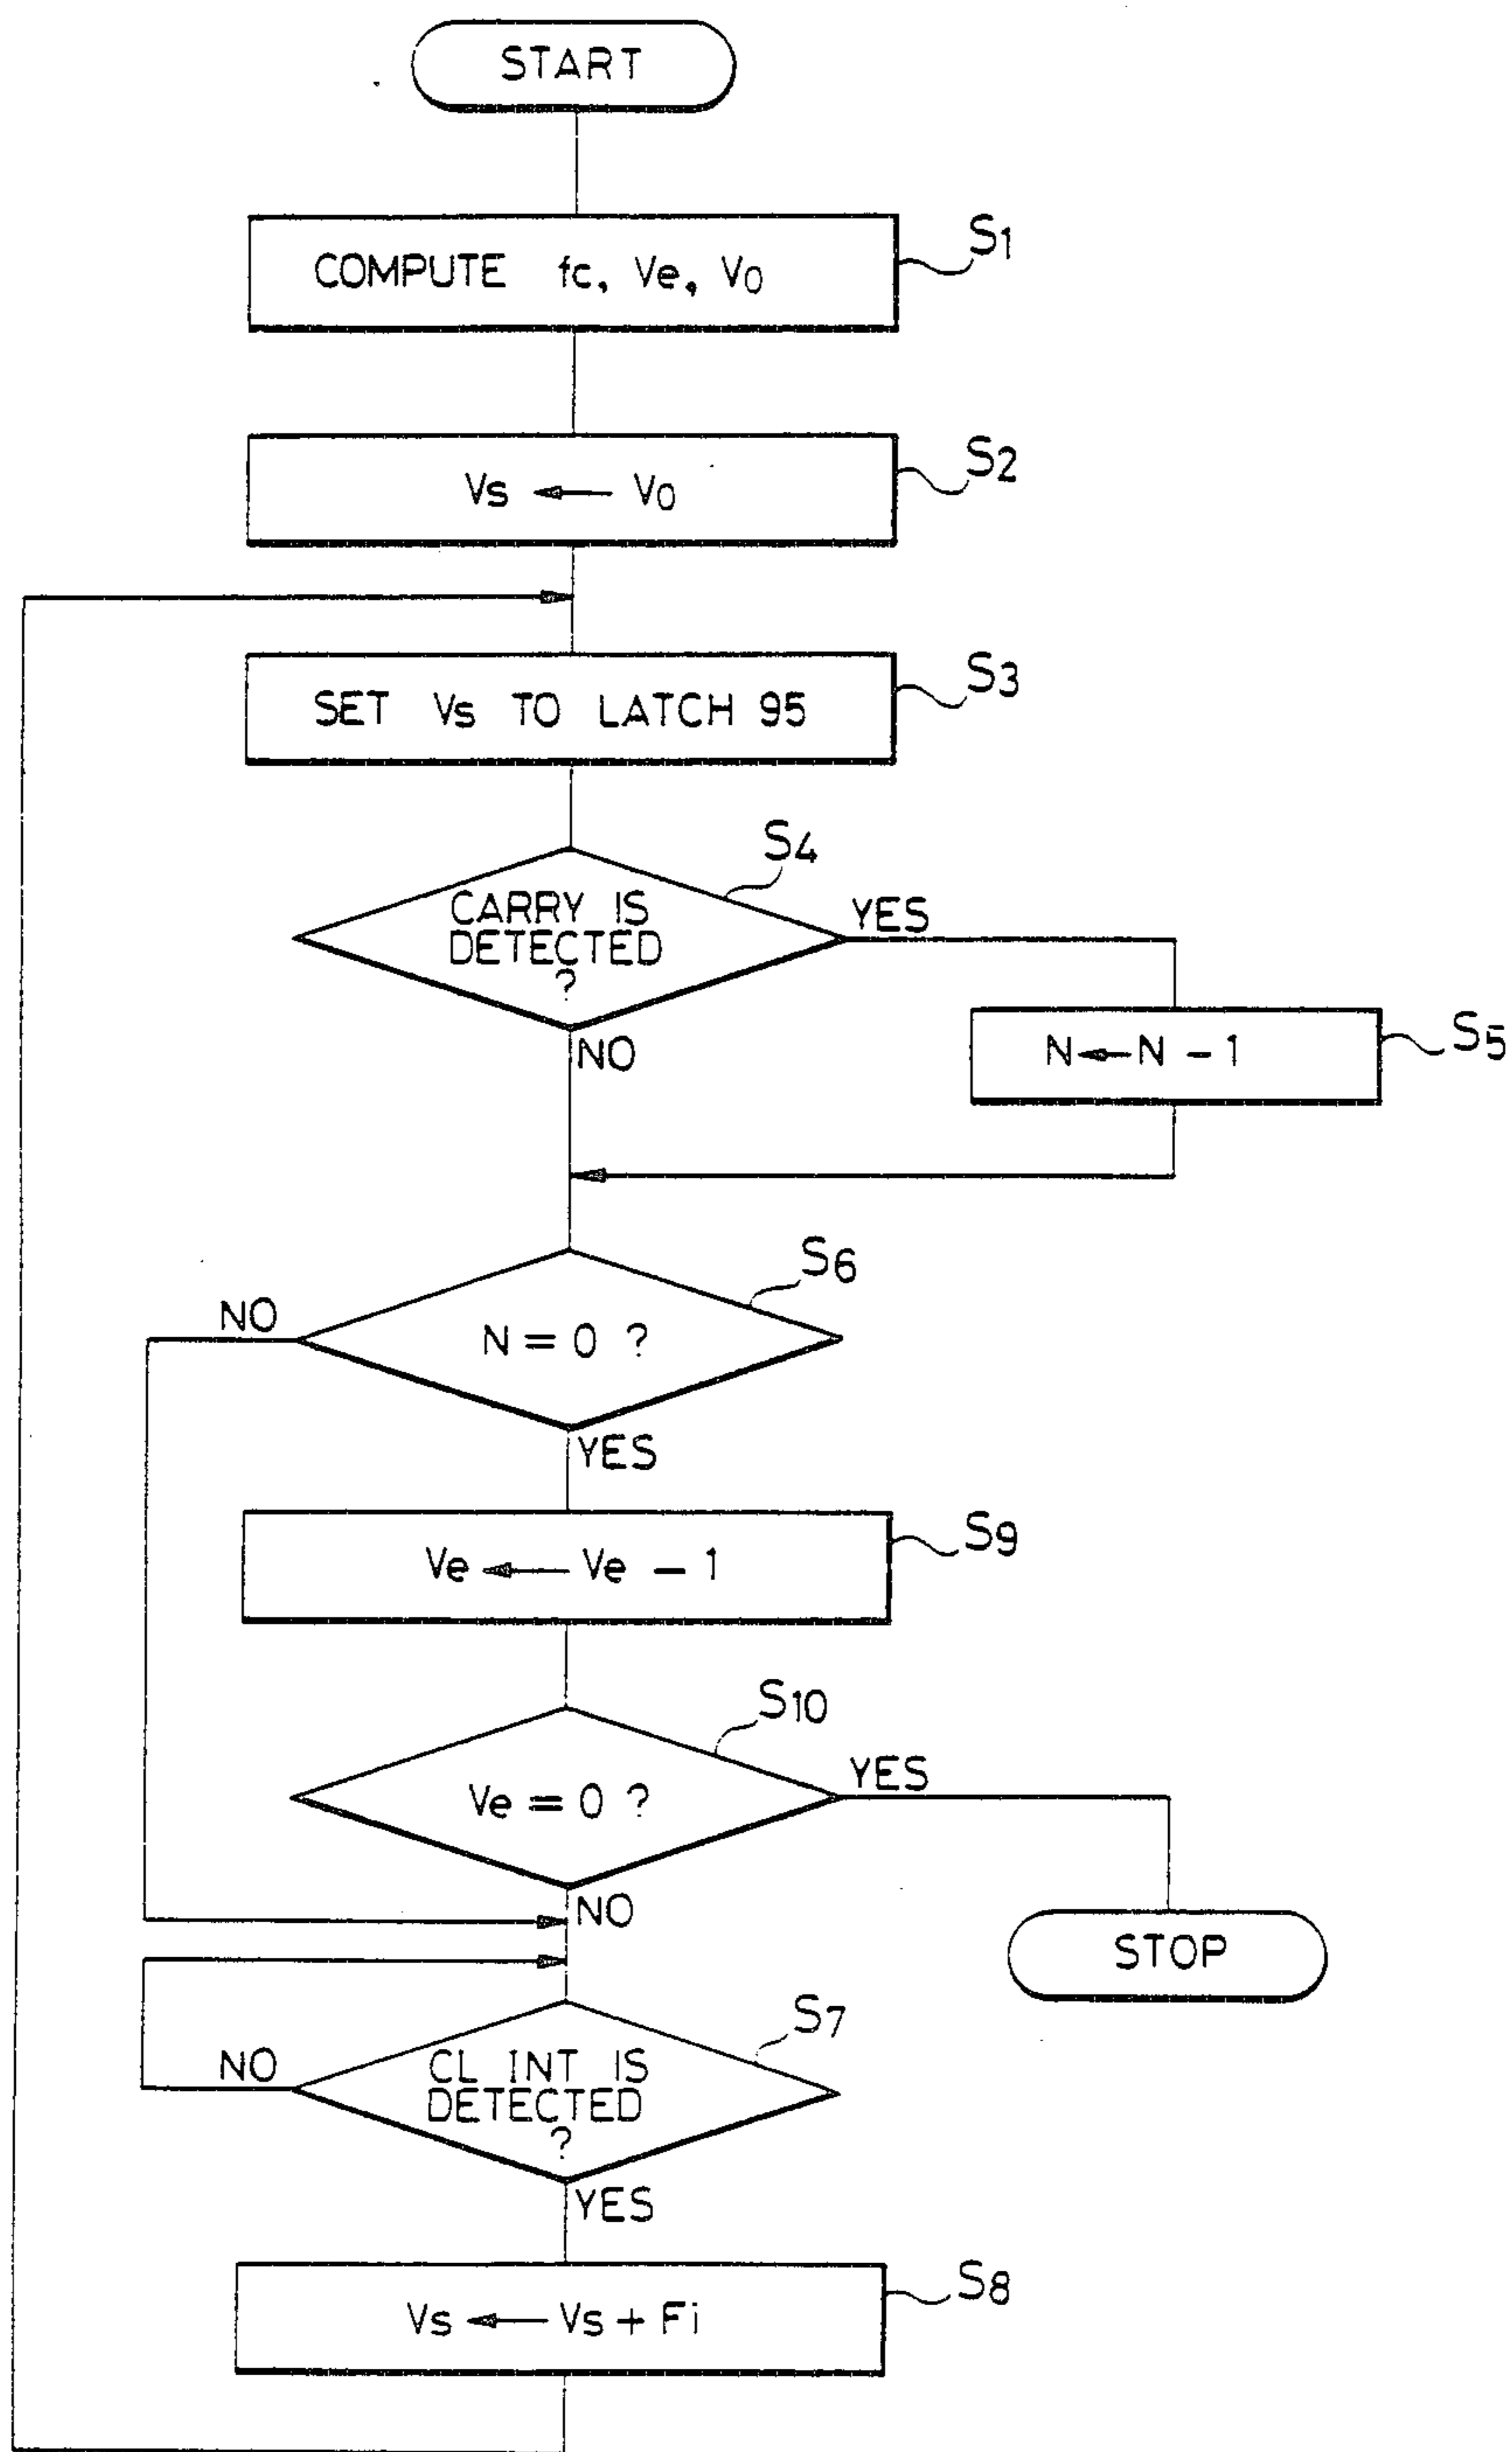 START
COMPUTE fc, Ve, V0
S1
Vs ← V0
S2
SET Vs TO LATCH 95
S3
CARRY IS
DETECTED
?
S4
YES
NO
N ← N - 1
S5
N = 0 ?
S6
NO
YES
Ve ← Ve - 1
S9
Ve = 0 ?
S10
YES
NO
STOP
CL INT IS
DETECTED
?
S7
NO
YES
Vs ← Vs + Fi
S8